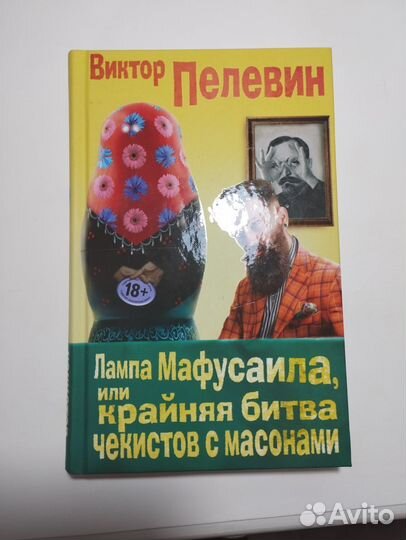 Виктор Пелевин
18+
Лампа Мафусаила,
или
крайняя битва
чекистов с масонами
Avito